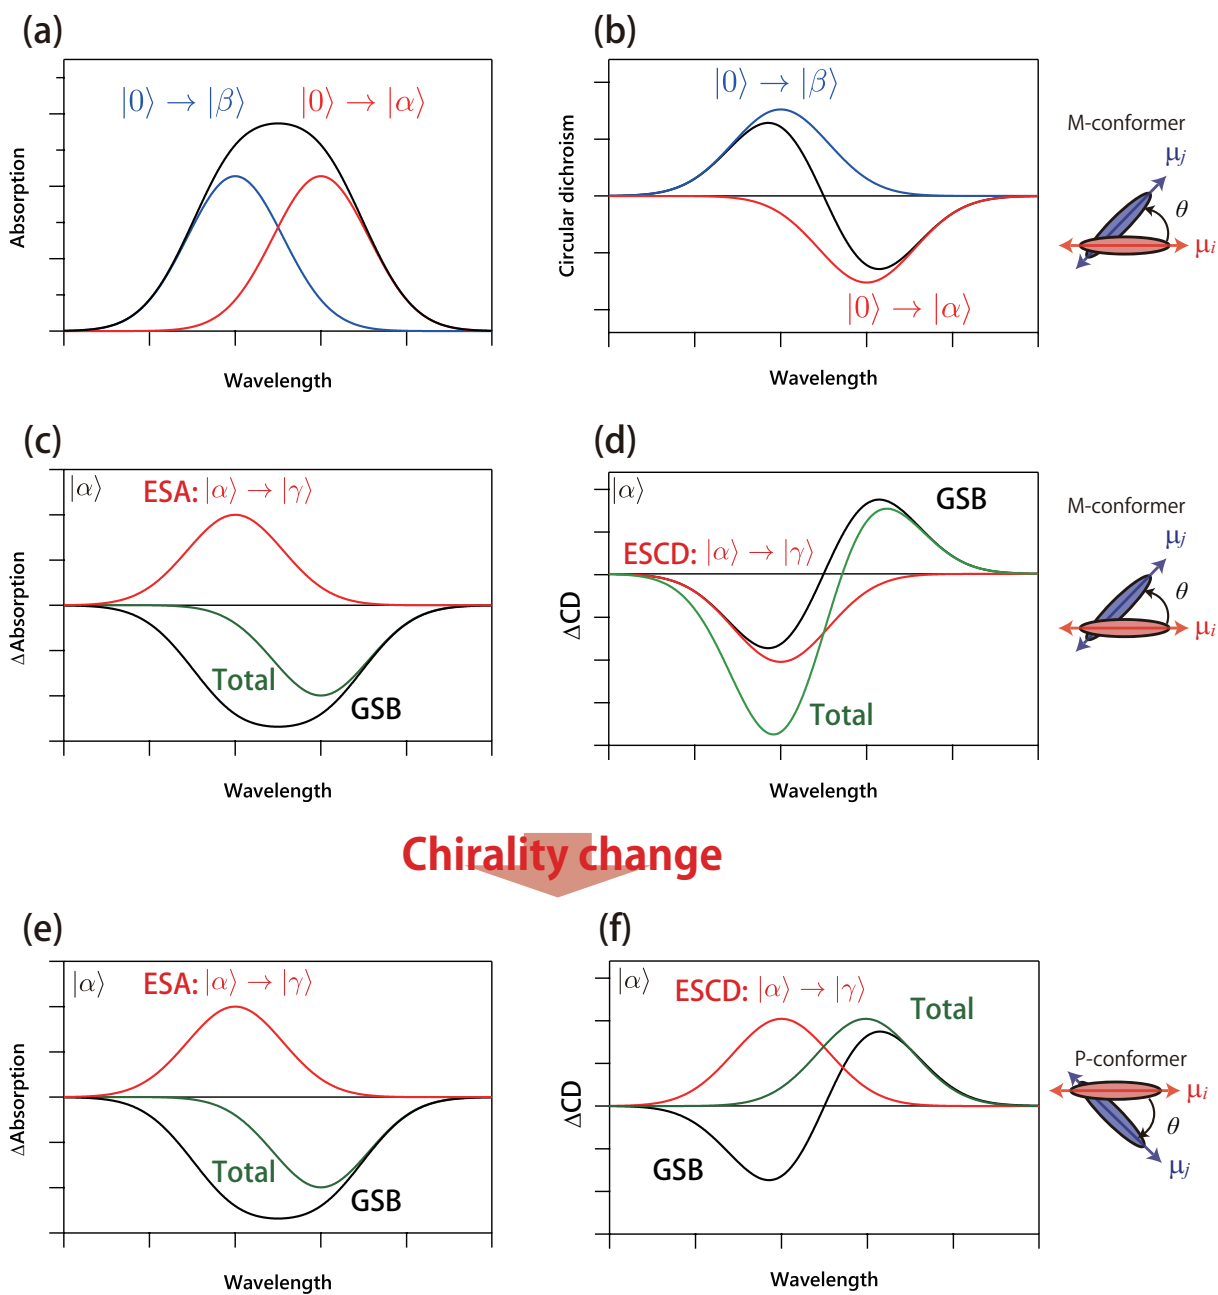 (a)
|0⟩ → |β⟩
|0⟩ → |α⟩
Absorption
Wavelength
(b)
|0⟩ → |β⟩
|0⟩ → |α⟩
Circular dichroism
Wavelength
M-conformer
μj
θ
μi
(c)
|α⟩
ESA: |α⟩ → |γ⟩
Total
GSB
ΔAbsorption
Wavelength
(d)
|α⟩
GSB
ESCD: |α⟩ → |γ⟩
Total
ΔCD
Wavelength
M-conformer
μj
θ
μi
Chirality change
(e)
|α⟩
ESA: |α⟩ → |γ⟩
Total
GSB
ΔAbsorption
Wavelength
(f)
|α⟩
ESCD: |α⟩ → |γ⟩
Total
GSB
ΔCD
Wavelength
P-conformer
μi
θ
μj